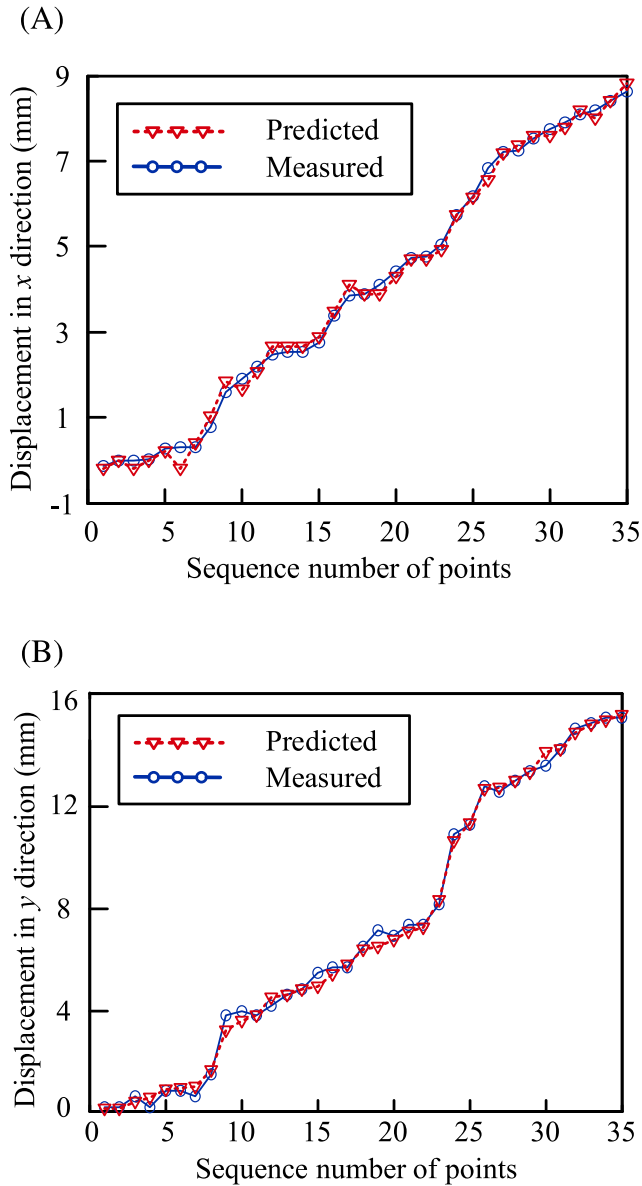 (A)
9
7
5
3
1
-1
Displacement in x direction (mm)
Predicted
Measured
0 5 10 15 20 25 30 35
Sequence number of points
(B)
16
12
8
4
0
Displacement in y direction (mm)
Predicted
Measured
0 5 10 15 20 25 30 35
Sequence number of points